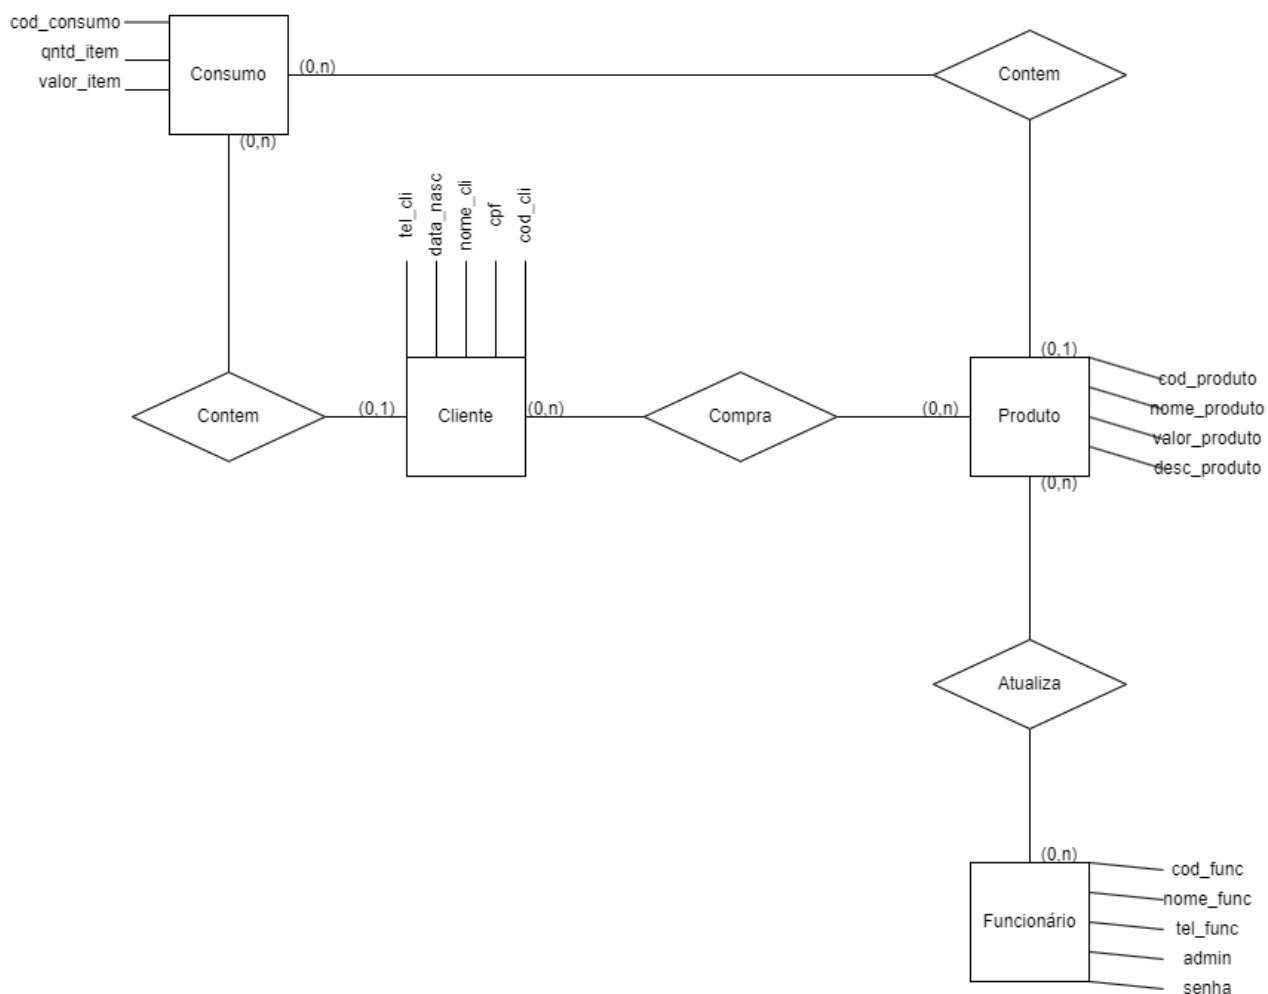 cod_consumo
qntd_item
valor_item
Consumo
(0,n)
Contem
(0,n)
tel_cli
data_nasc
nome_cli
cpf
cod_cli
(0,1)
cod_produto
nome_produto
valor_produto
desc_produto
Contem
(0,1)
Cliente
(0,n)
Compra
(0,n)
Produto
(0,n)
Atualiza
(0,n)
Funcionário
cod_func
nome_func
tel_func
admin
senha